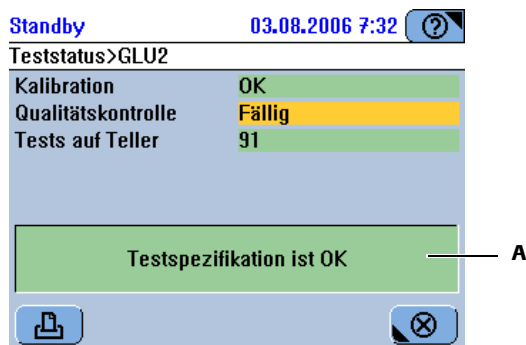 Standby 03.08.2006 7:32
Teststatus>GLU2
Kalibration OK
Qualitätskontrolle Fällig
Tests auf Teller 91
Testspezifikation ist OK
A